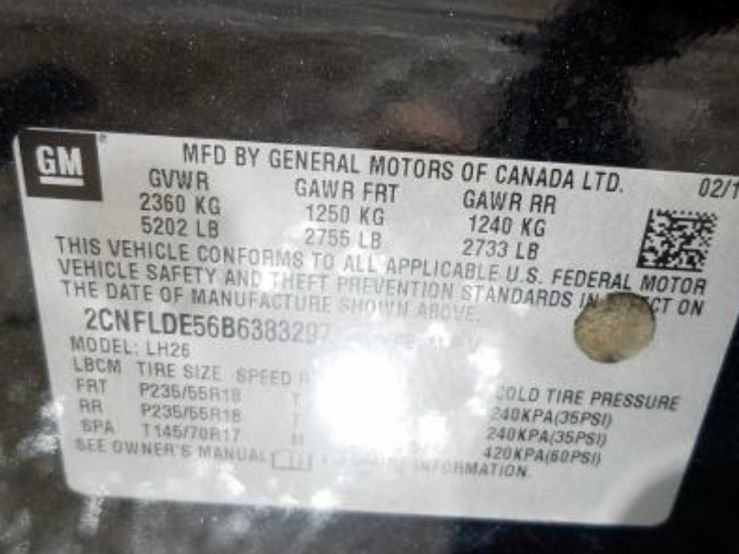 GM
MFD BY GENERAL MOTORS OF CANADA LTD. 02/1
GVWR GAWR FRT GAWR RR
2360 KG 1250 KG 1240 KG
5202 LB 2755 LB 2733 LB
THIS VEHICLE CONFORMS TO ALL APPLICABLE U.S. FEDERAL MOTOR
VEHICLE SAFETY AND THEFT PREVENTION STANDARDS IN CT ON
THE DATE OF MANUFACTURE SHOWN ABOVE.
2CNFLDE56B6383297
MODEL: LH26
LBCM TIRE SIZE SPEED COLD TIRE PRESSURE
FRT P235/55R18 T 240KPA(35PSI)
RR P235/55R18 T 240KPA(35PSI)
SPA T145/70R17 M 420KPA(60PSI)
SEE OWNER'S MANUAL INFORMATION